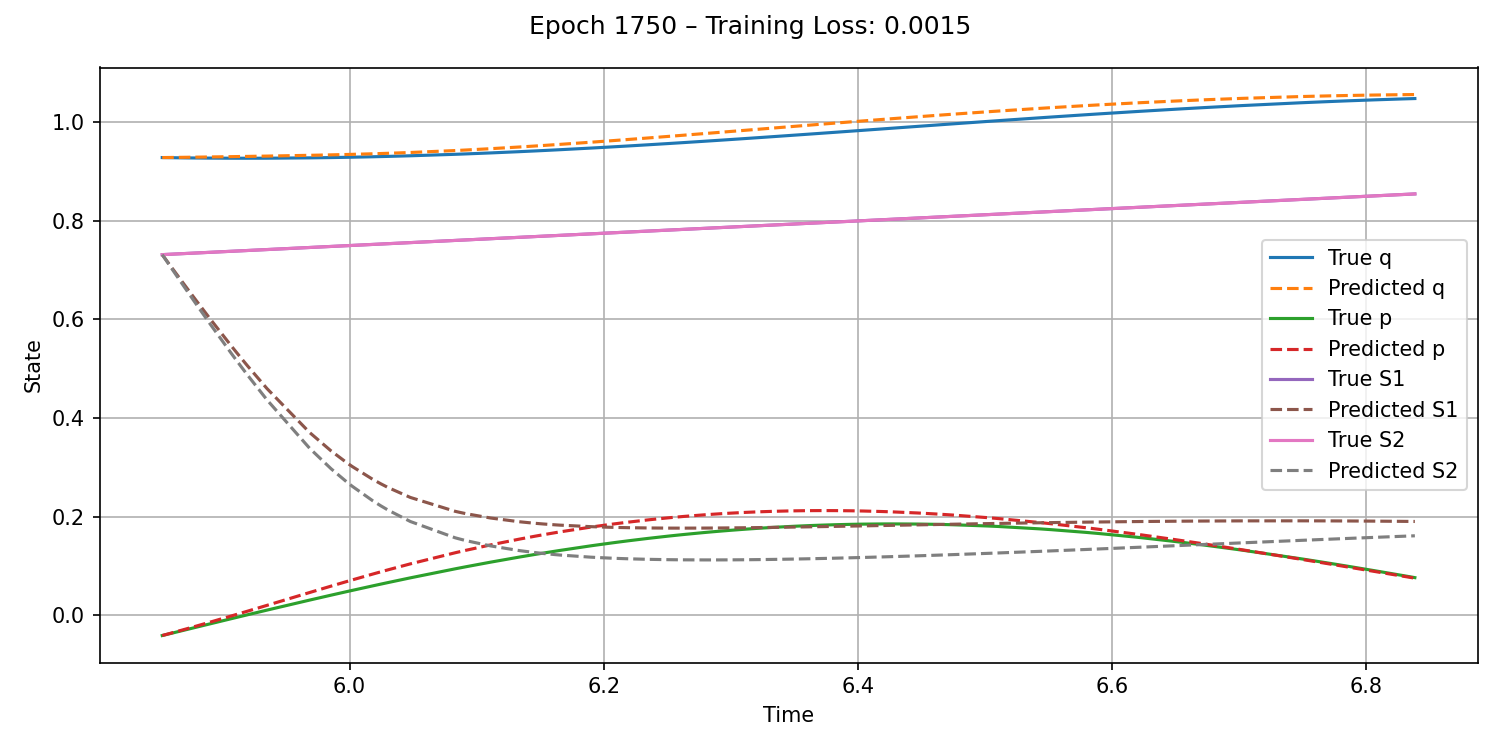 Epoch 1750 – Training Loss: 0.0015
1.0
0.8
0.6
0.4
0.2
0.0
State
True q
Predicted q
True p
Predicted p
True S1
Predicted S1
True S2
Predicted S2
6.0
6.2
6.4
6.6
6.8
Time